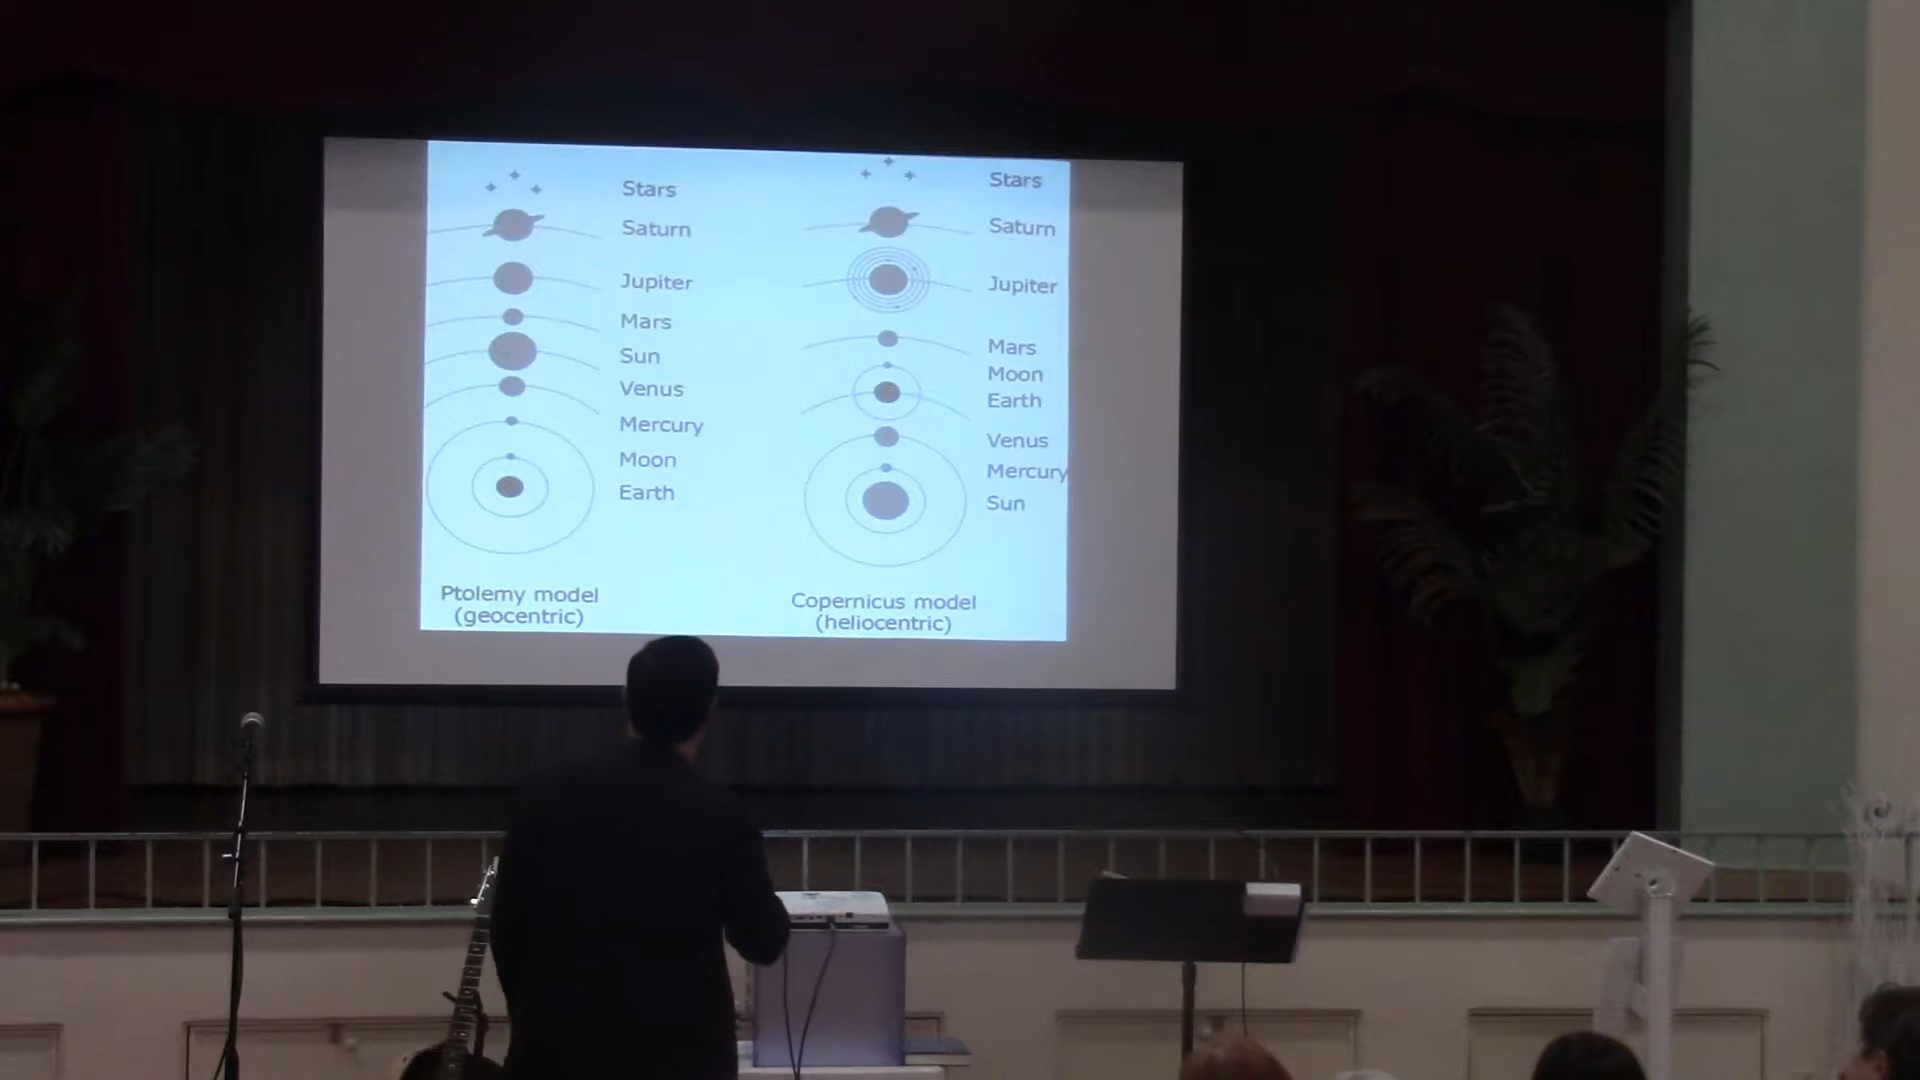 Stars
Saturn
Jupiter
Mars
Sun
Venus
Mercury
Moon
Earth
Ptolemy model
(geocentric)
Stars
Saturn
Jupiter
Mars
Moon
Earth
Venus
Mercury
Sun
Copernicus model
(heliocentric)